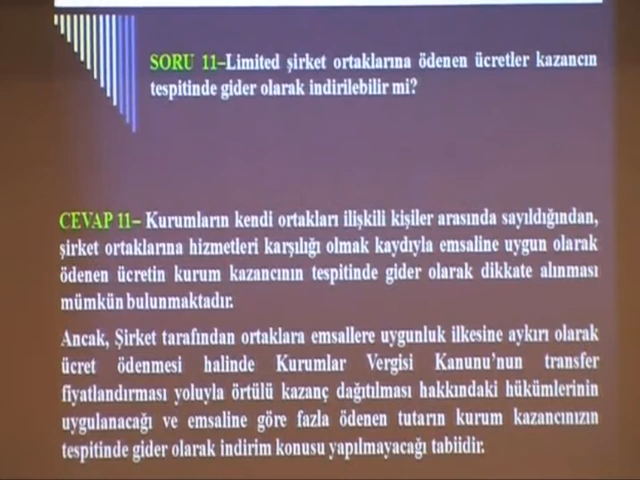 SORU 11–Limited şirket ortaklarına ödenen ücretler kazancın
tespitinde gider olarak indirilebilir mi?
CEVAP 11– Kurumların kendi ortakları ilişkili kişiler arasında sayıldığından,
şirket ortaklarına hizmetleri karşılığı olmak kaydıyla emsaline uygun olarak
ödenen ücretin kurum kazancının tespitinde gider olarak dikkate alınması
mümkün bulunmaktadır.
Ancak, Şirket tarafından ortaklara emsallere uygunluk ilkesine aykırı olarak
ücret ödenmesi halinde Kurumlar Vergisi Kanunu’nun transfer
fiyatlandırması yoluyla örtülü kazanç dağıtılması hakkındaki hükümlerinin
uygulanacağı ve emsaline göre fazla ödenen tutarın kurum kazancınızın
tespitinde gider olarak indirim konusu yapılmayacağı tabiidir.